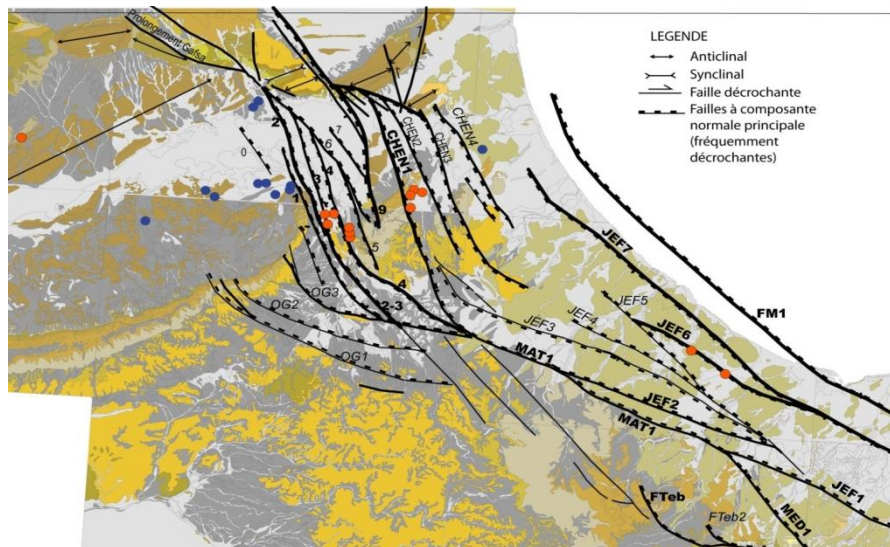 LEGENDE
Anticlinal
Synclinal
Faille décrochante
Failles à composante
normale principale
(fréquemment
décrochantes)
Prolongement Gafsa
2
7
6
0
3
4
1
9
5
CHEN1
CHEN2
CHEN3
CHEN4
JEF7
FM1
OG3
OG2
2-3
4
OG1
JEF3
JEF4
JEF5
JEF6
MAT1
JEF2
MAT1
JEF1
MED1
FTeb
FTeb2